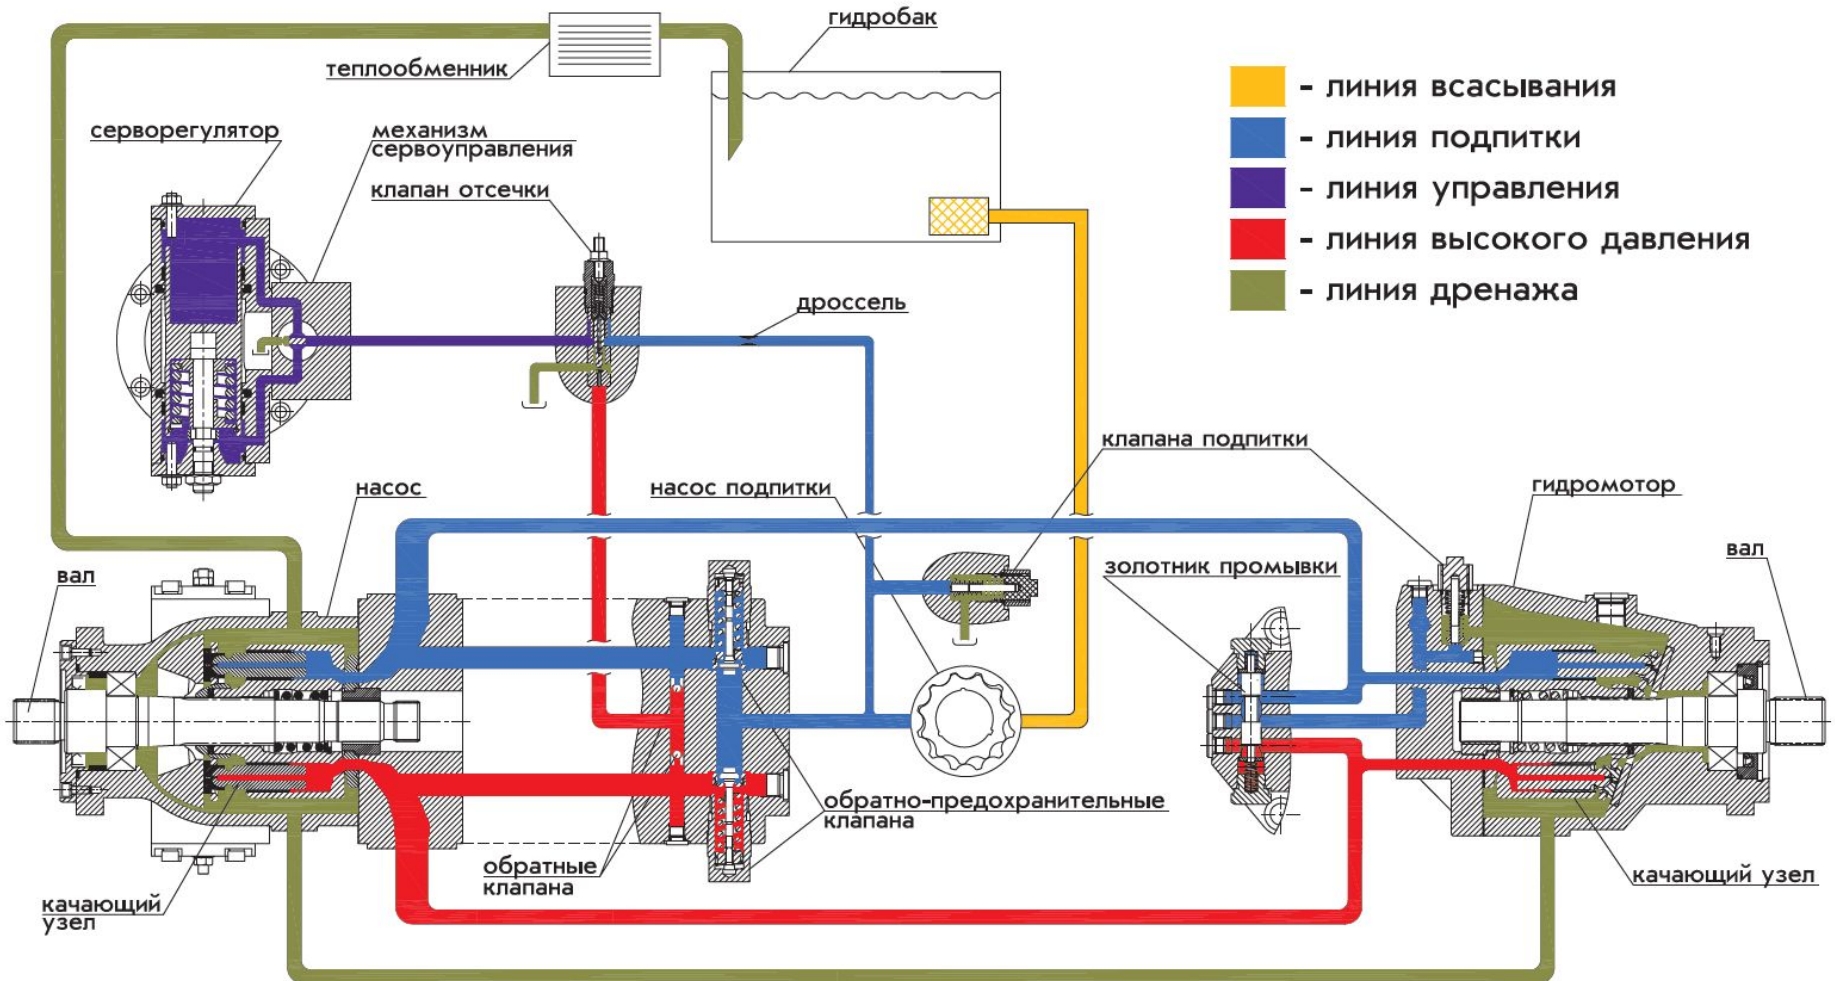 гидробак
теплообменник
- линия всасывания
- линия подпитки
- линия управления
- линия высокого давления
- линия дренажа
серворегулятор
механизм
сервоуправления
клапан отсечки
дроссель
клапана подпитки
насос
насос подпитки
гидромотор
вал
золотник промывки
вал
обратно-предохранительные
клапана
обратные
клапана
качающий
узел
качающий узел